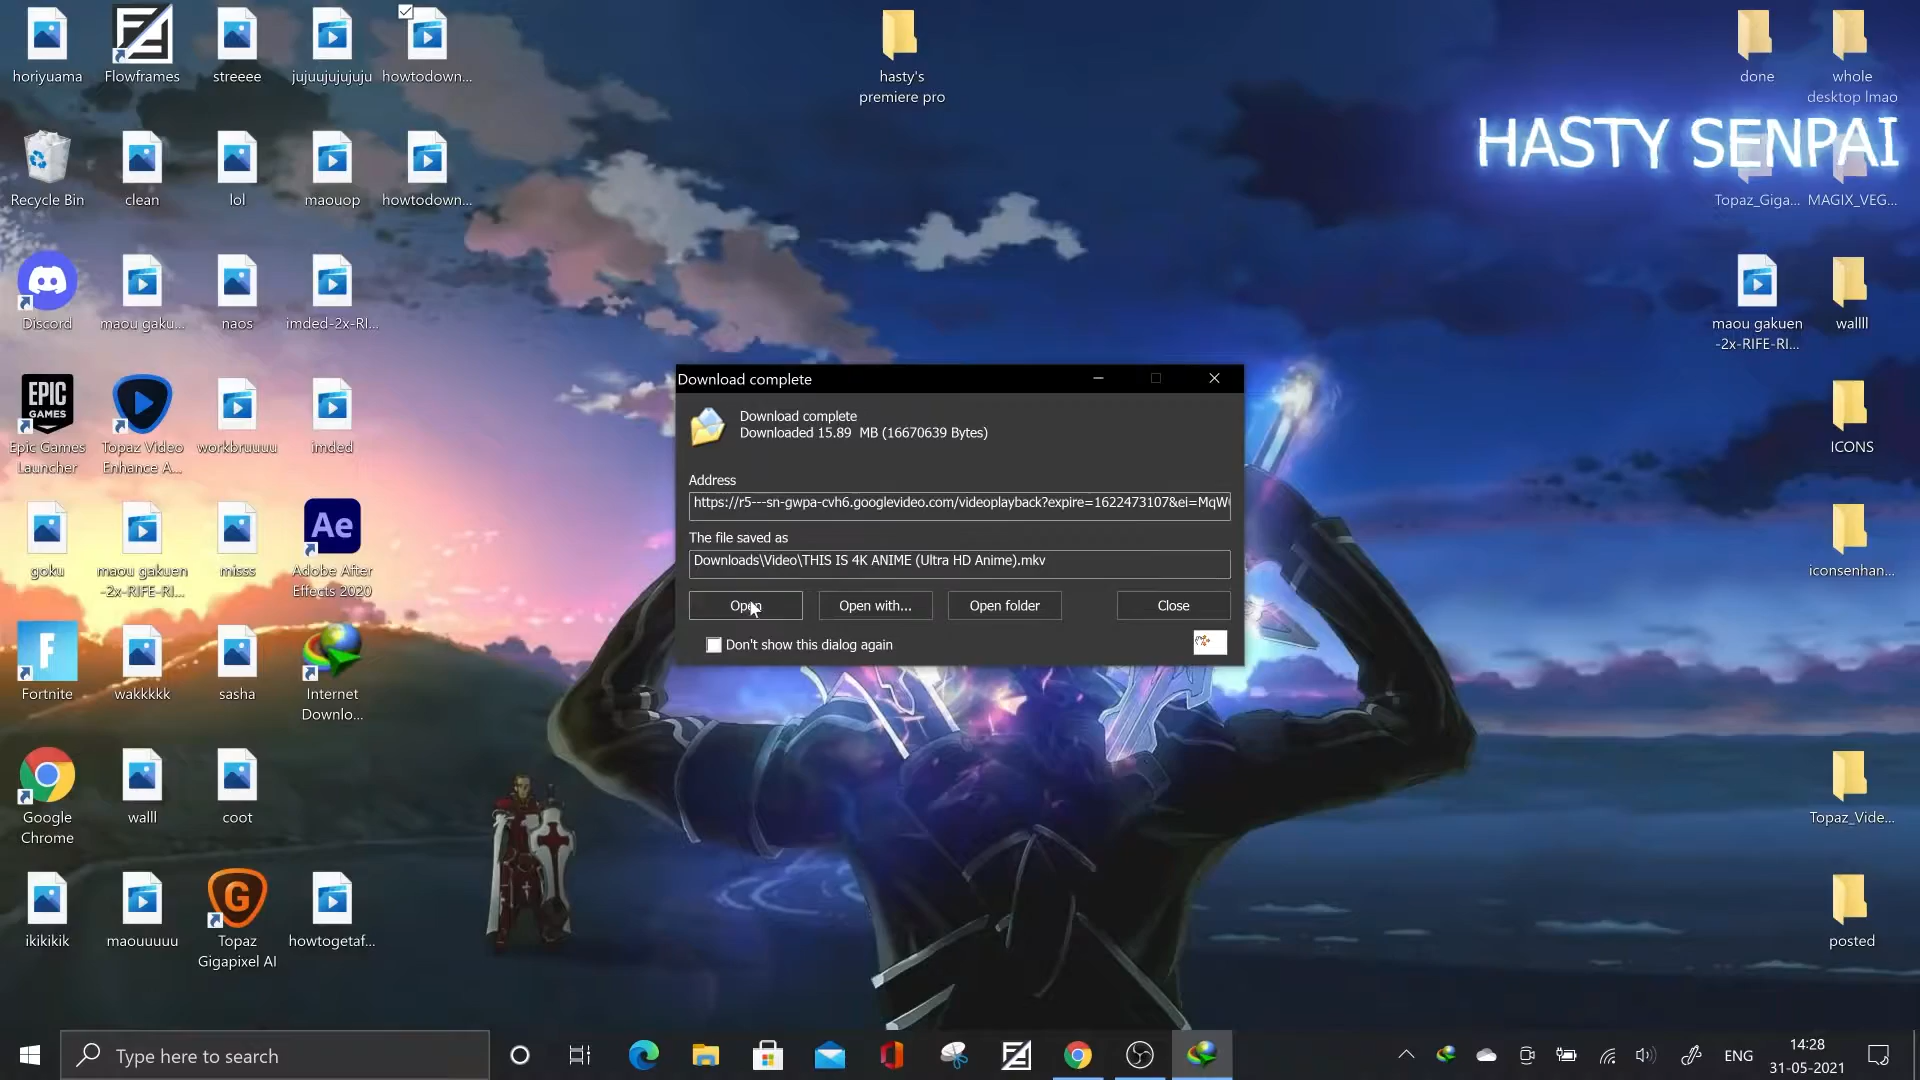 horiyuama
Flowframes
streeee
jujuujujujuju
howtodown...
hasty's
premiere pro
done
whole
desktop lmao
HASTY SENPAI
Recycle Bin
clean
lol
maouop
howtodown...
Topaz_Giga...
MAGIX_VEG...
Discord
maou gaku...
naos
imded-2x-RI...
maou gakuen
-2x-RIFE-RI...
wallll
EPIC
GAMES
Epic Games
Launcher
Topaz Video
Enhance A...
workbruuuu
imded
ICONS
Download complete
Download complete
Downloaded 15.89 MB (16670639 Bytes)
Address
https://r5---sn-gwpa-cvh6.googlevideo.com/videoplayback?expire=1622473107&ei=MqW
The file saved as
Downloads\Video\THIS IS 4K ANIME (Ultra HD Anime).mkv
Open
Open with...
Open folder
Close
Don't show this dialog again
goku
maou gakuen
-2x-RIFE-RI...
misss
Ae
Adobe After
Effects 2020
iconsenhan...
Fortnite
wakkkkk
sasha
Internet
Downlo...
Google
Chrome
walll
coot
Topaz_Vide...
ikikikik
maouuuuu
Topaz
Gigapixel AI
howtogetaf...
posted
Type here to search
ENG
14:28
31-05-2021